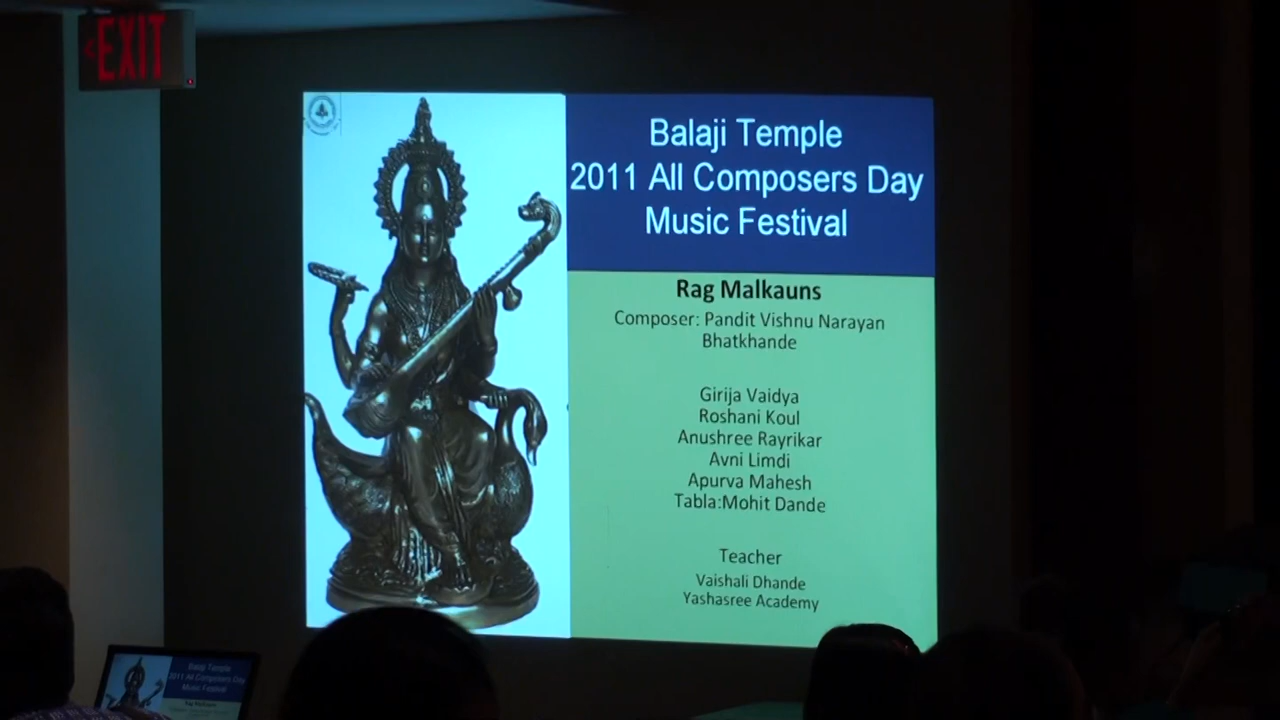 EXIT
Balaji Temple
2011 All Composers Day
Music Festival
Rag Malkauns
Composer: Pandit Vishnu Narayan
Bhatkhande
Girija Vaidya
Roshani Koul
Anushree Rayrikar
Avni Limdi
Apurva Mahesh
Tabla:Mohit Dande
Teacher
Vaishali Dhande
Yashasree Academy
Balaji Temple
2011 All Composers Day
Music Festival
Rag Malkauns